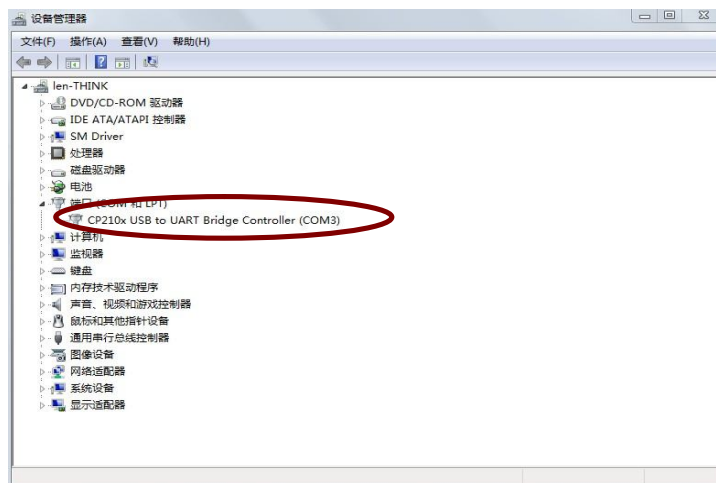 设备管理器
文件(F) 操作(A) 查看(V) 帮助(H)
len-THINK
DVD/CD-ROM 驱动器
IDE ATA/ATAPI 控制器
SM Driver
处理器
磁盘驱动器
电池
端口 (COM 和 LPT)
CP210x USB to UART Bridge Controller (COM3)
计算机
监视器
键盘
内存技术驱动程序
声音、视频和游戏控制器
鼠标和其他指针设备
通用串行总线控制器
图像设备
网络适配器
系统设备
显示适配器